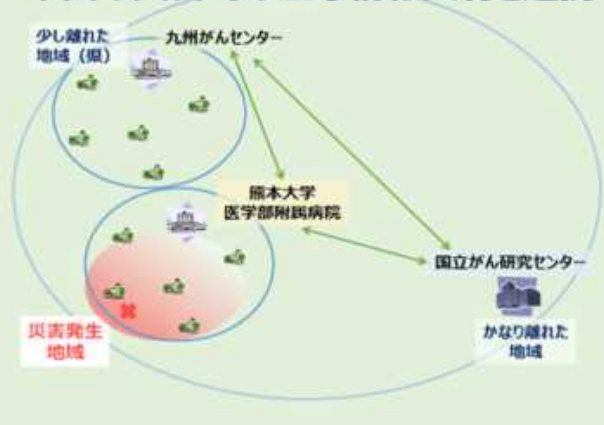 少し離れた
地域（県）
九州がんセンター
熊本大学
医学部附属病院
国立がん研究センター
かなり離れた
地域
災害発生
地域